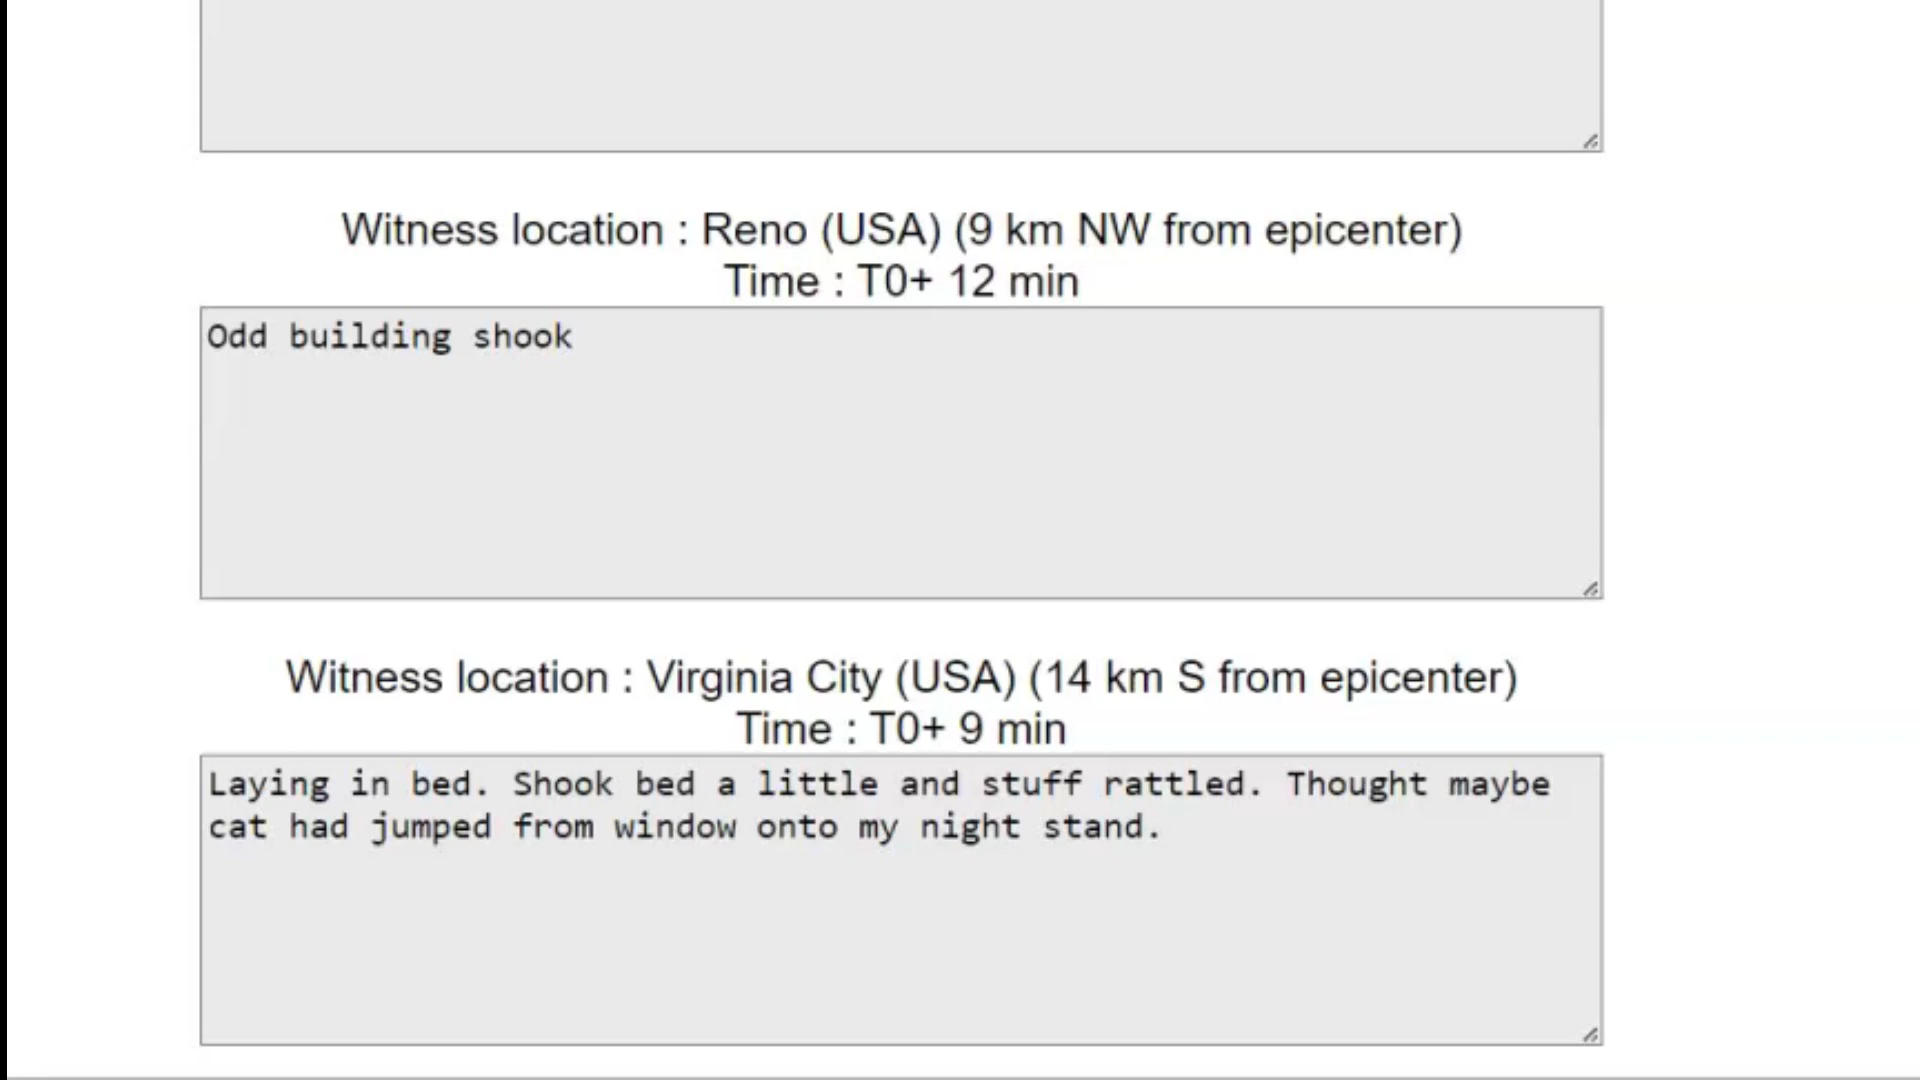 Witness location : Reno (USA) (9 km NW from epicenter)
Time : T0+ 12 min
Odd building shook
Witness location : Virginia City (USA) (14 km S from epicenter)
Time : T0+ 9 min
Laying in bed. Shook bed a little and stuff rattled. Thought maybe
cat had jumped from window onto my night stand.